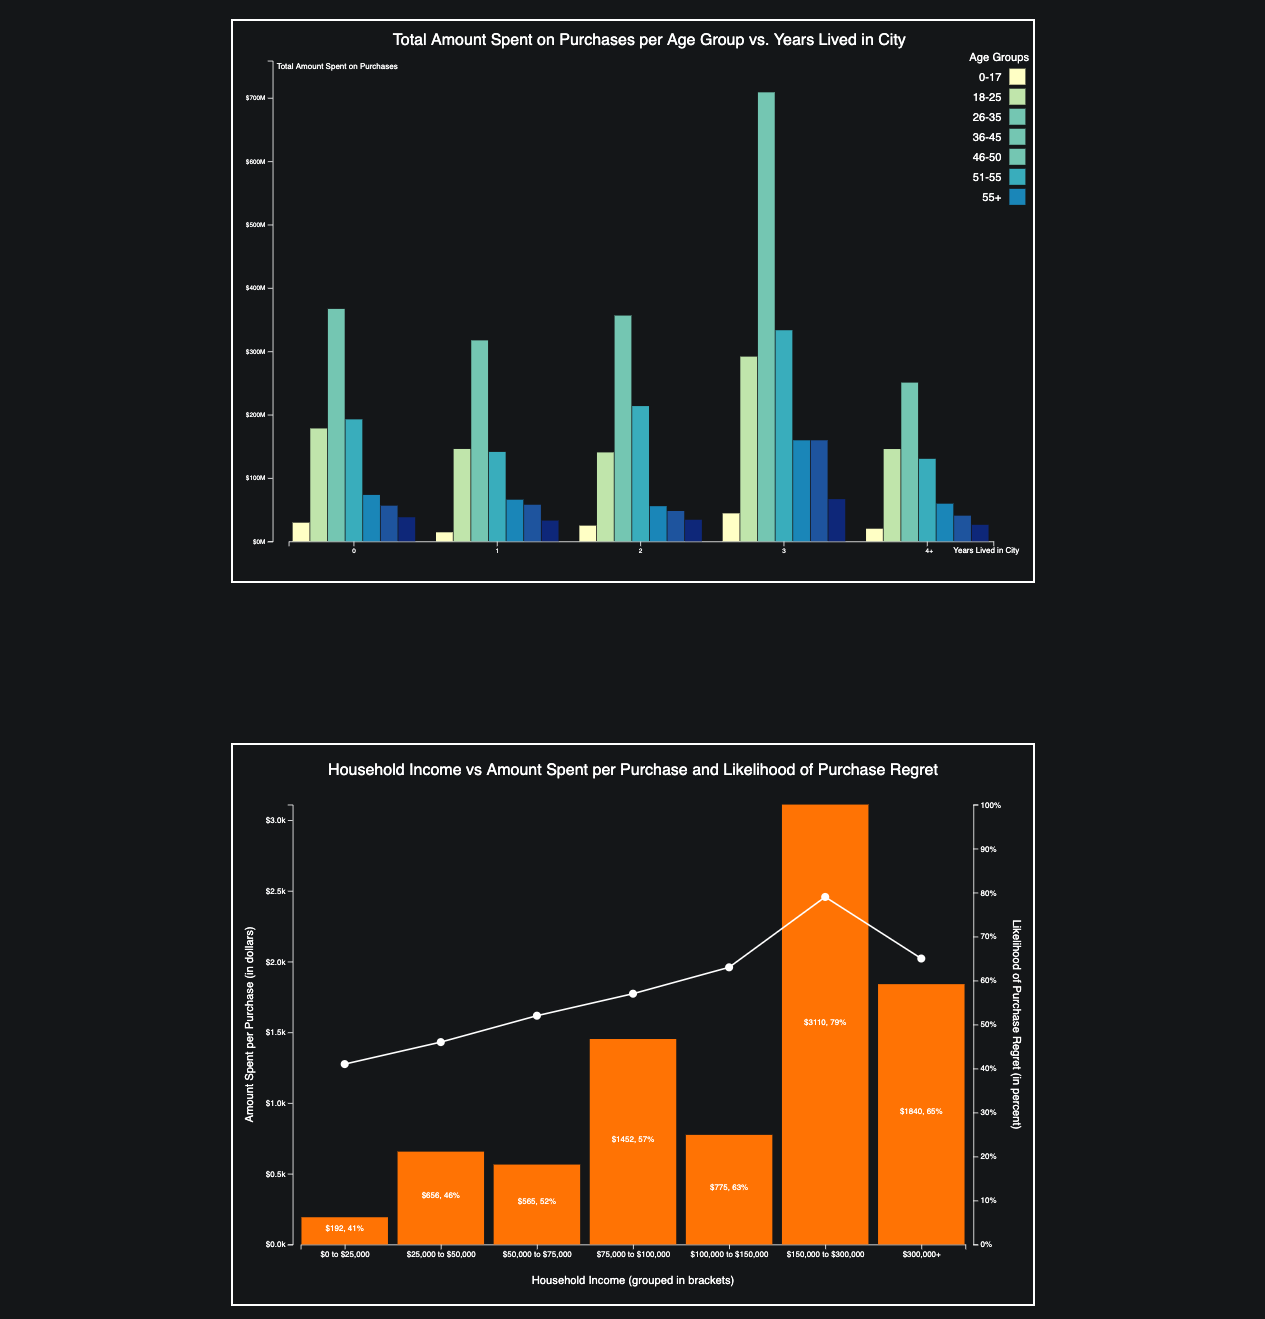 Total Amount Spent on Purchases per Age Group vs. Years Lived in City
Total Amount Spent on Purchases
Age Groups
0-17
18-25
26-35
36-45
46-50
51-55
55+
$700M
$600M
$500M
$400M
$300M
$200M
$100M
$0M
0
1
2
3
4+
Years Lived in City
Household Income vs Amount Spent per Purchase and Likelihood of Purchase Regret
Amount Spent per Purchase (in dollars)
$3.0k
$2.5k
$2.0k
$1.5k
$1.0k
$0.5k
$0.0k
100%
90%
80%
70%
60%
50%
40%
30%
20%
10%
0%
Likelihood of Purchase Regret (in percent)
$192, 41%
$656, 46%
$565, 52%
$1452, 57%
$775, 63%
$3110, 79%
$1840, 65%
$0 to $25,000
$25,000 to $50,000
$50,000 to $75,000
$75,000 to $100,000
$100,000 to $150,000
$150,000 to $300,000
$300,000+
Household Income (grouped in brackets)